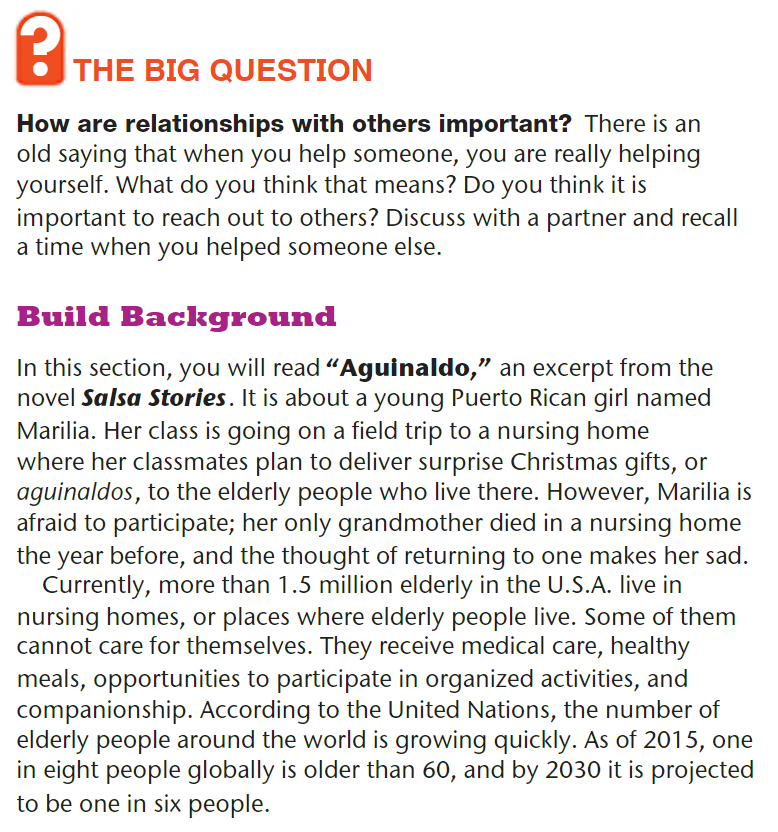 ?
THE BIG QUESTION
How are relationships with others important? There is an
old saying that when you help someone, you are really helping
yourself. What do you think that means? Do you think it is
important to reach out to others? Discuss with a partner and recall
a time when you helped someone else.
Build Background
In this section, you will read “Aguinaldo,” an excerpt from the
novel Salsa Stories. It is about a young Puerto Rican girl named
Marilia. Her class is going on a field trip to a nursing home
where her classmates plan to deliver surprise Christmas gifts, or
aguinaldos, to the elderly people who live there. However, Marilia is
afraid to participate; her only grandmother died in a nursing home
the year before, and the thought of returning to one makes her sad.
Currently, more than 1.5 million elderly in the U.S.A. live in
nursing homes, or places where elderly people live. Some of them
cannot care for themselves. They receive medical care, healthy
meals, opportunities to participate in organized activities, and
companionship. According to the United Nations, the number of
elderly people around the world is growing quickly. As of 2015, one
in eight people globally is older than 60, and by 2030 it is projected
to be one in six people.